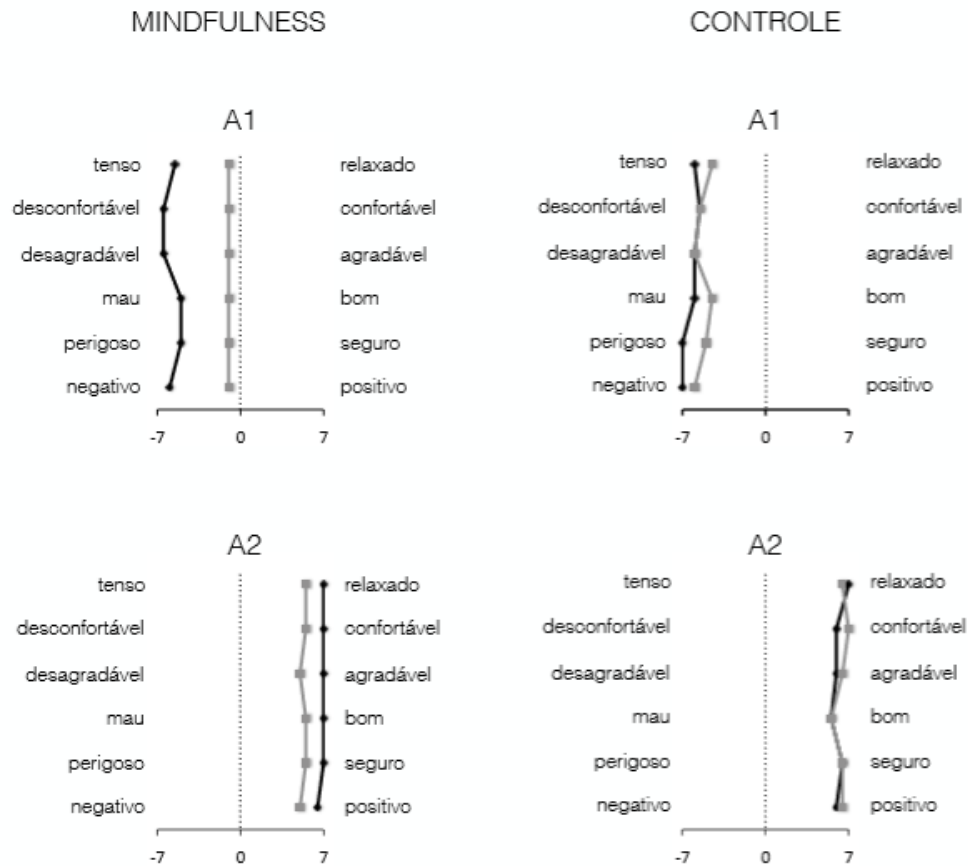 MINDFULNESS CONTROLE
A1 A1
tenso relaxado tenso relaxado
desconfortável confortável desconfortável confortável
desagradável agradável desagradável agradável
mau bom mau bom
perigoso seguro perigoso seguro
negativo positivo negativo positivo
-7 0 7 -7 0 7
A2 A2
tenso relaxado tenso relaxado
desconfortável confortável desconfortável confortável
desagradável agradável desagradável agradável
mau bom mau bom
perigoso seguro perigoso seguro
negativo positivo negativo positivo
-7 0 7 -7 0 7